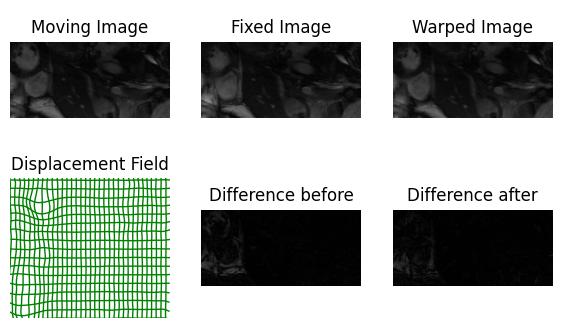 Moving Image
Fixed Image
Warped Image
Displacement Field
Difference before
Difference after